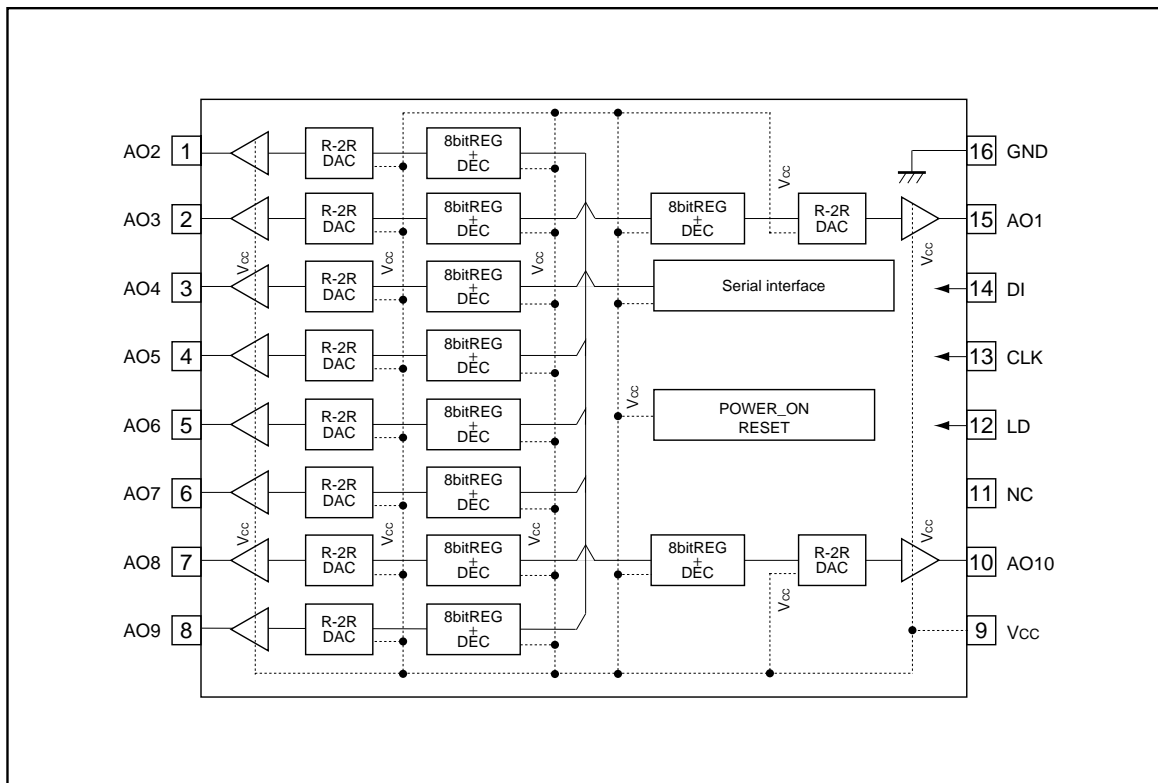 AO2 1 R-2R DAC 8bitREG + DEC 16 GND
AO3 2 R-2R DAC 8bitREG + DEC 8bitREG + DEC Vcc R-2R DAC 15 AO1
Vcc Vcc Vcc Vcc
AO4 3 R-2R DAC 8bitREG + DEC Serial interface 14 DI
AO5 4 R-2R DAC 8bitREG + DEC 13 CLK
Vcc
AO6 5 R-2R DAC 8bitREG + DEC POWER_ON RESET 12 LD
AO7 6 R-2R DAC 8bitREG + DEC 11 NC
Vcc Vcc Vcc Vcc
AO8 7 R-2R DAC 8bitREG + DEC 8bitREG + DEC R-2R DAC 10 AO10
Vcc
AO9 8 R-2R DAC 8bitREG + DEC 9 Vcc